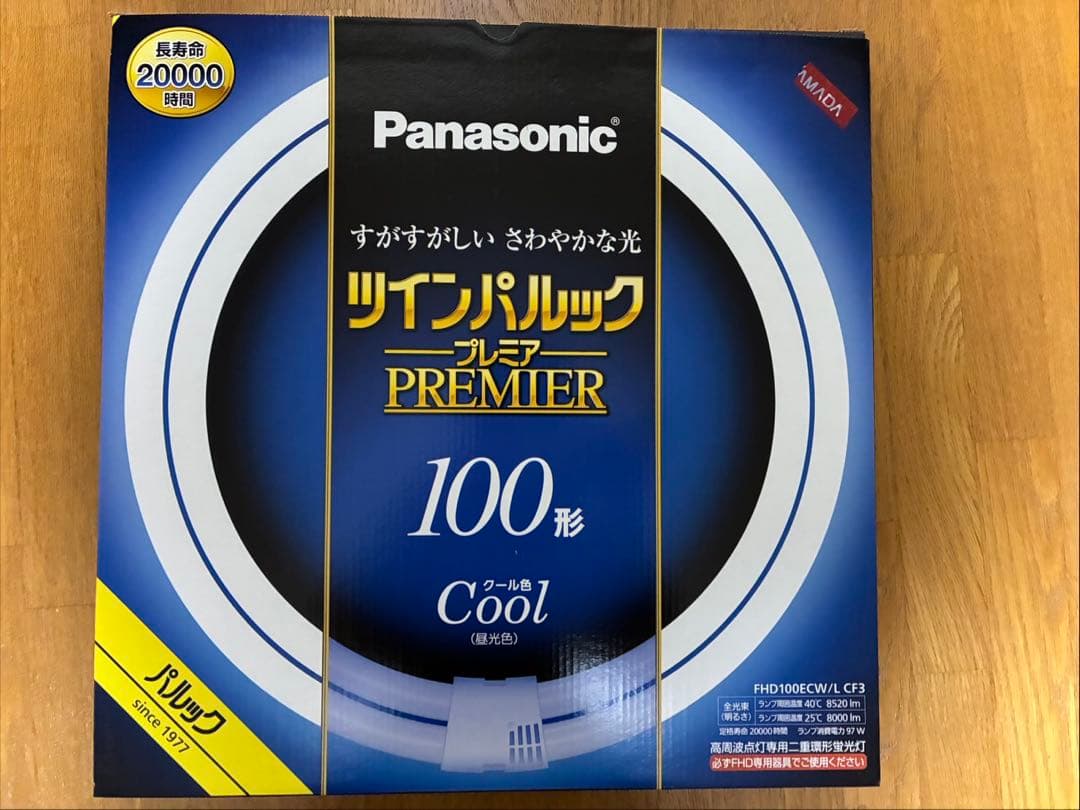 長寿命
20000
時間
AMADA
Panasonic®
すがすがしい さわやかな光
ツインパルック
プレミア
PREMIER
100形
クール色
Cool
(昼光色)
パルック
since 1977
FHD100ECW/L CF3
全光束
(明るさ)
ランプ周囲温度 40℃ 8520 lm
ランプ周囲温度 25℃ 8000 lm
定格寿命 20000 時間 ランプ消費電力 97 W
高周波点灯専用二重環形蛍光灯
必ずFHD専用器具でご使用ください